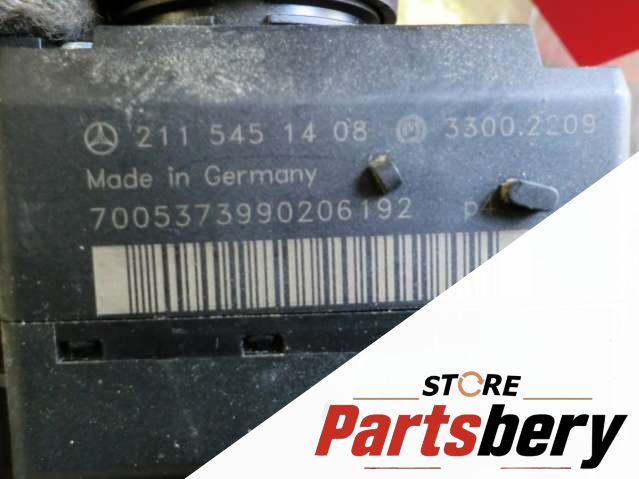 211 545 14 08 3300.2209
Made in Germany
7005373990206192
STORE
Partsbery